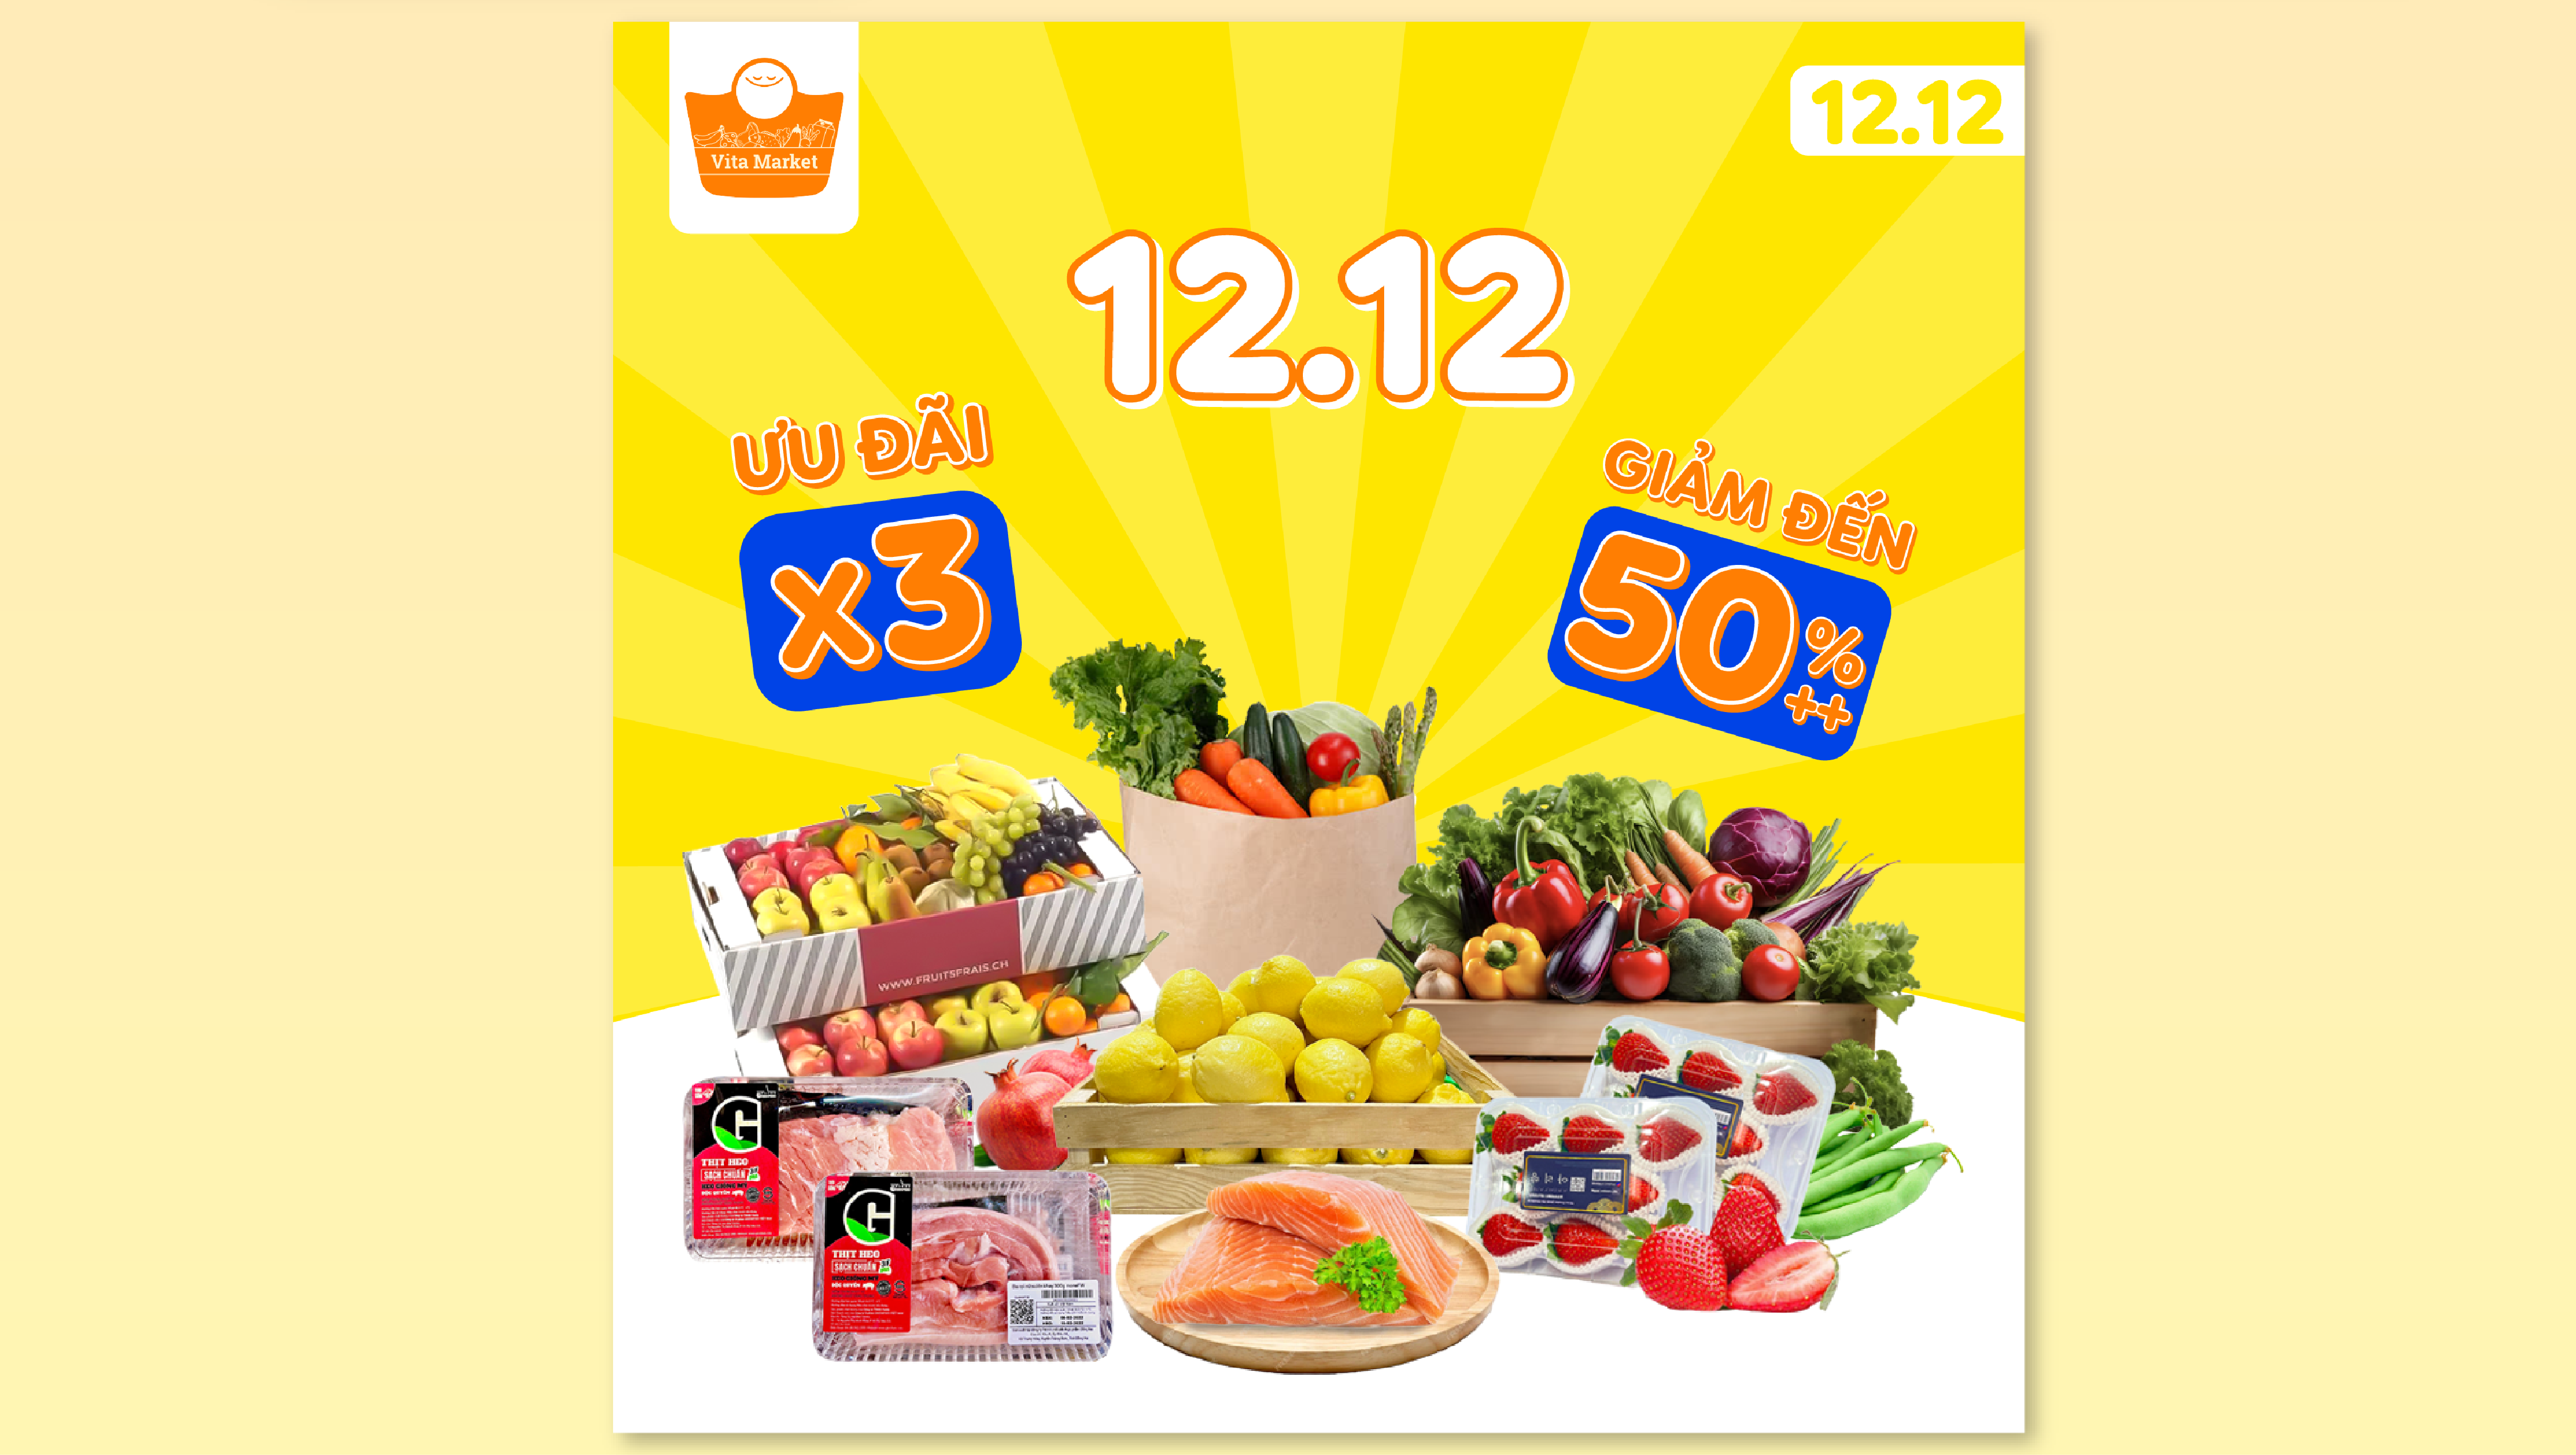 Vita Market
12.12
12.12
ƯU ĐÃI
x3
GIẢM ĐẾN
50%
++
WWW.FRUITSFRAIS.CH
G
THỊT HEO
SẠCH CHUẨN
G
THỊT HEO
SẠCH CHUẨN